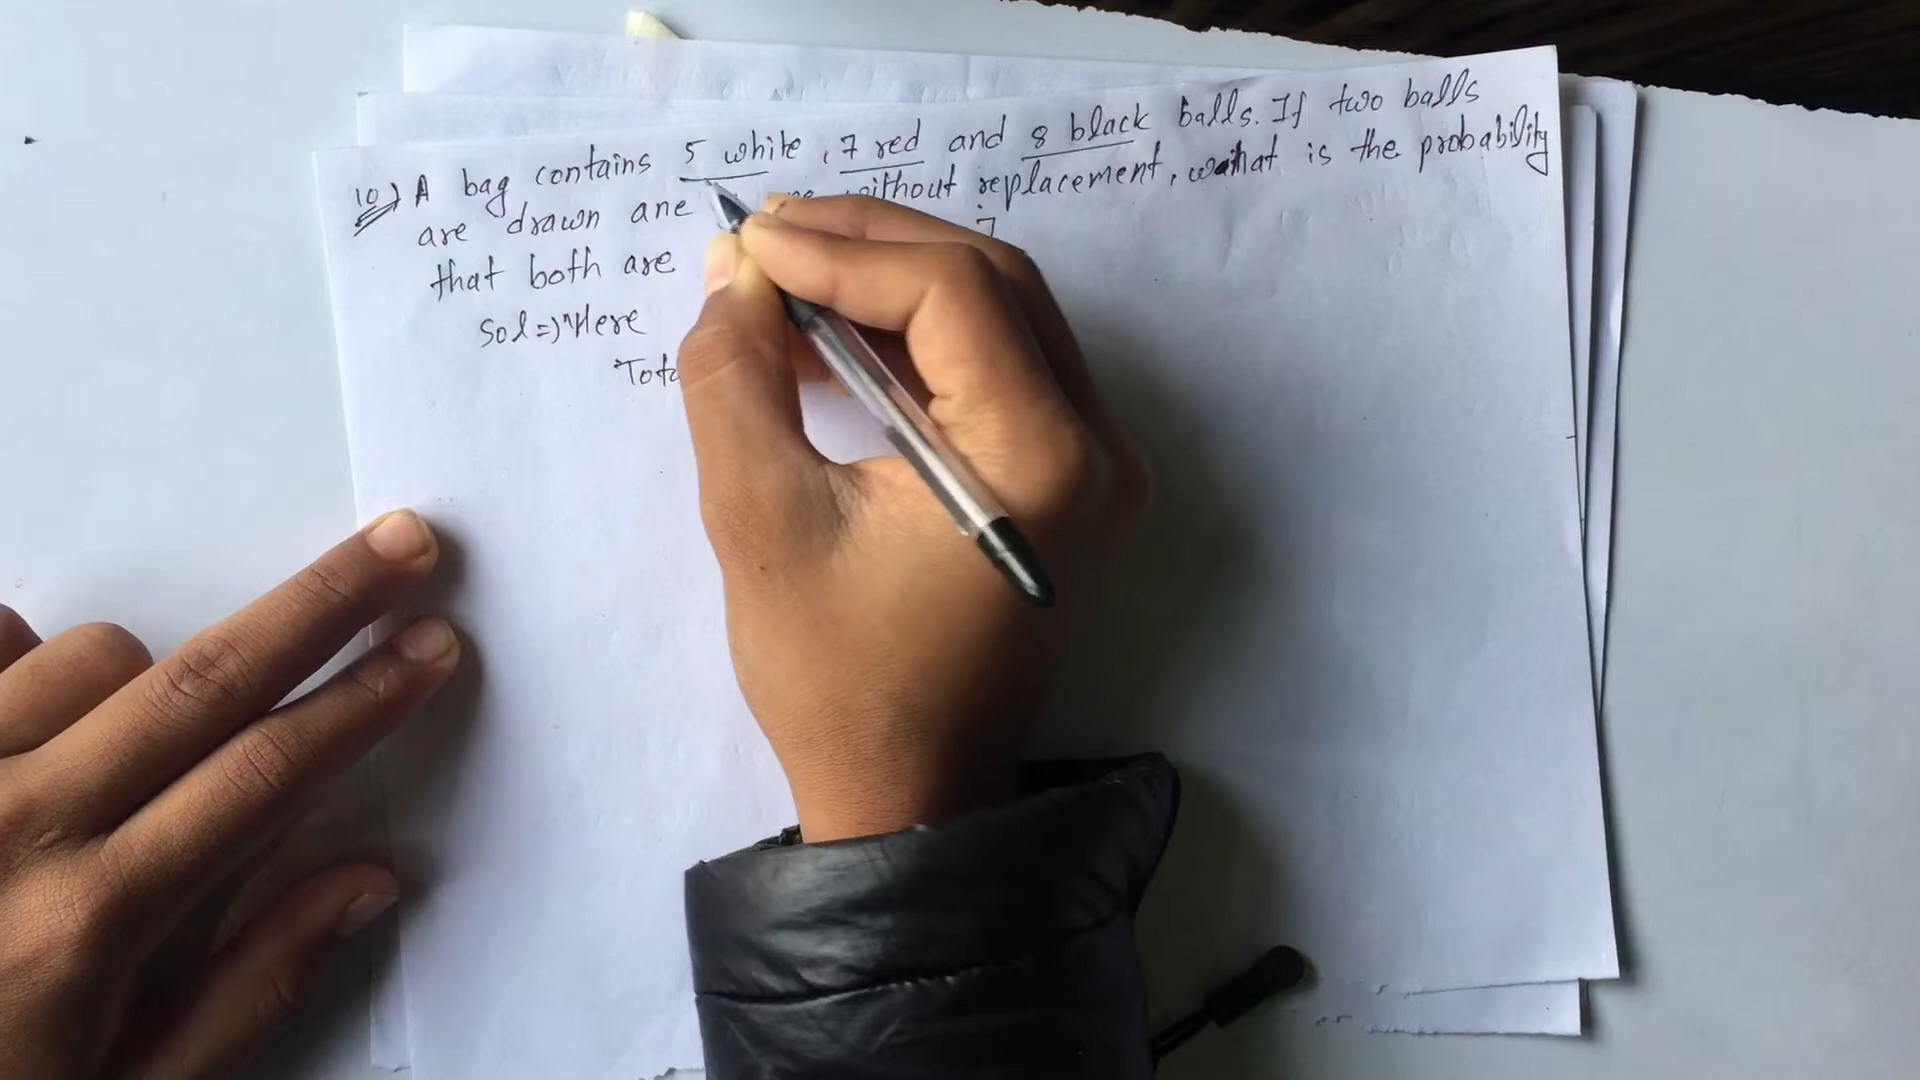 10) A bag contains 5 white, 7 red and 8 black balls. If two balls
are drawn ane without replacement, what is the probability
that both are
Sol=) Here